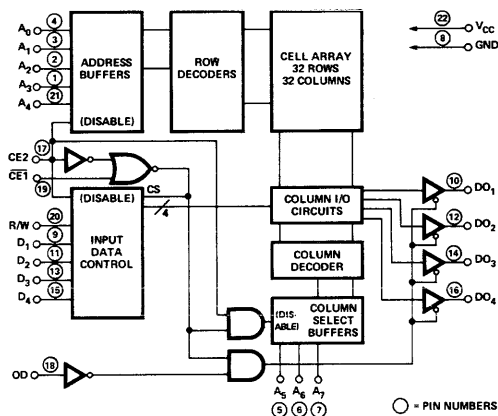 ④ A₀
③ A₁
② A₂
① A₃
㉑ A₄
ADDRESS
BUFFERS
(DISABLE)
ROW
DECODERS
CELL ARRAY
32 ROWS
32 COLUMNS
㉒ VCC
⑧ GND
⑰ CE2
⑲ C̅E̅1̅
CS
4
(DISABLE)
INPUT
DATA
CONTROL
⑳ R/W
⑨ D₁
⑪ D₂
⑬ D₃
⑮ D₄
COLUMN I/O
CIRCUITS
COLUMN
DECODER
(DIS-
ABLE)
COLUMN
SELECT
BUFFERS
⑩ DO₁
⑫ DO₂
⑭ DO₃
⑯ DO₄
OD ⑱
A₅ A₆ A₇
⑤ ⑥ ⑦
= PIN NUMBERS